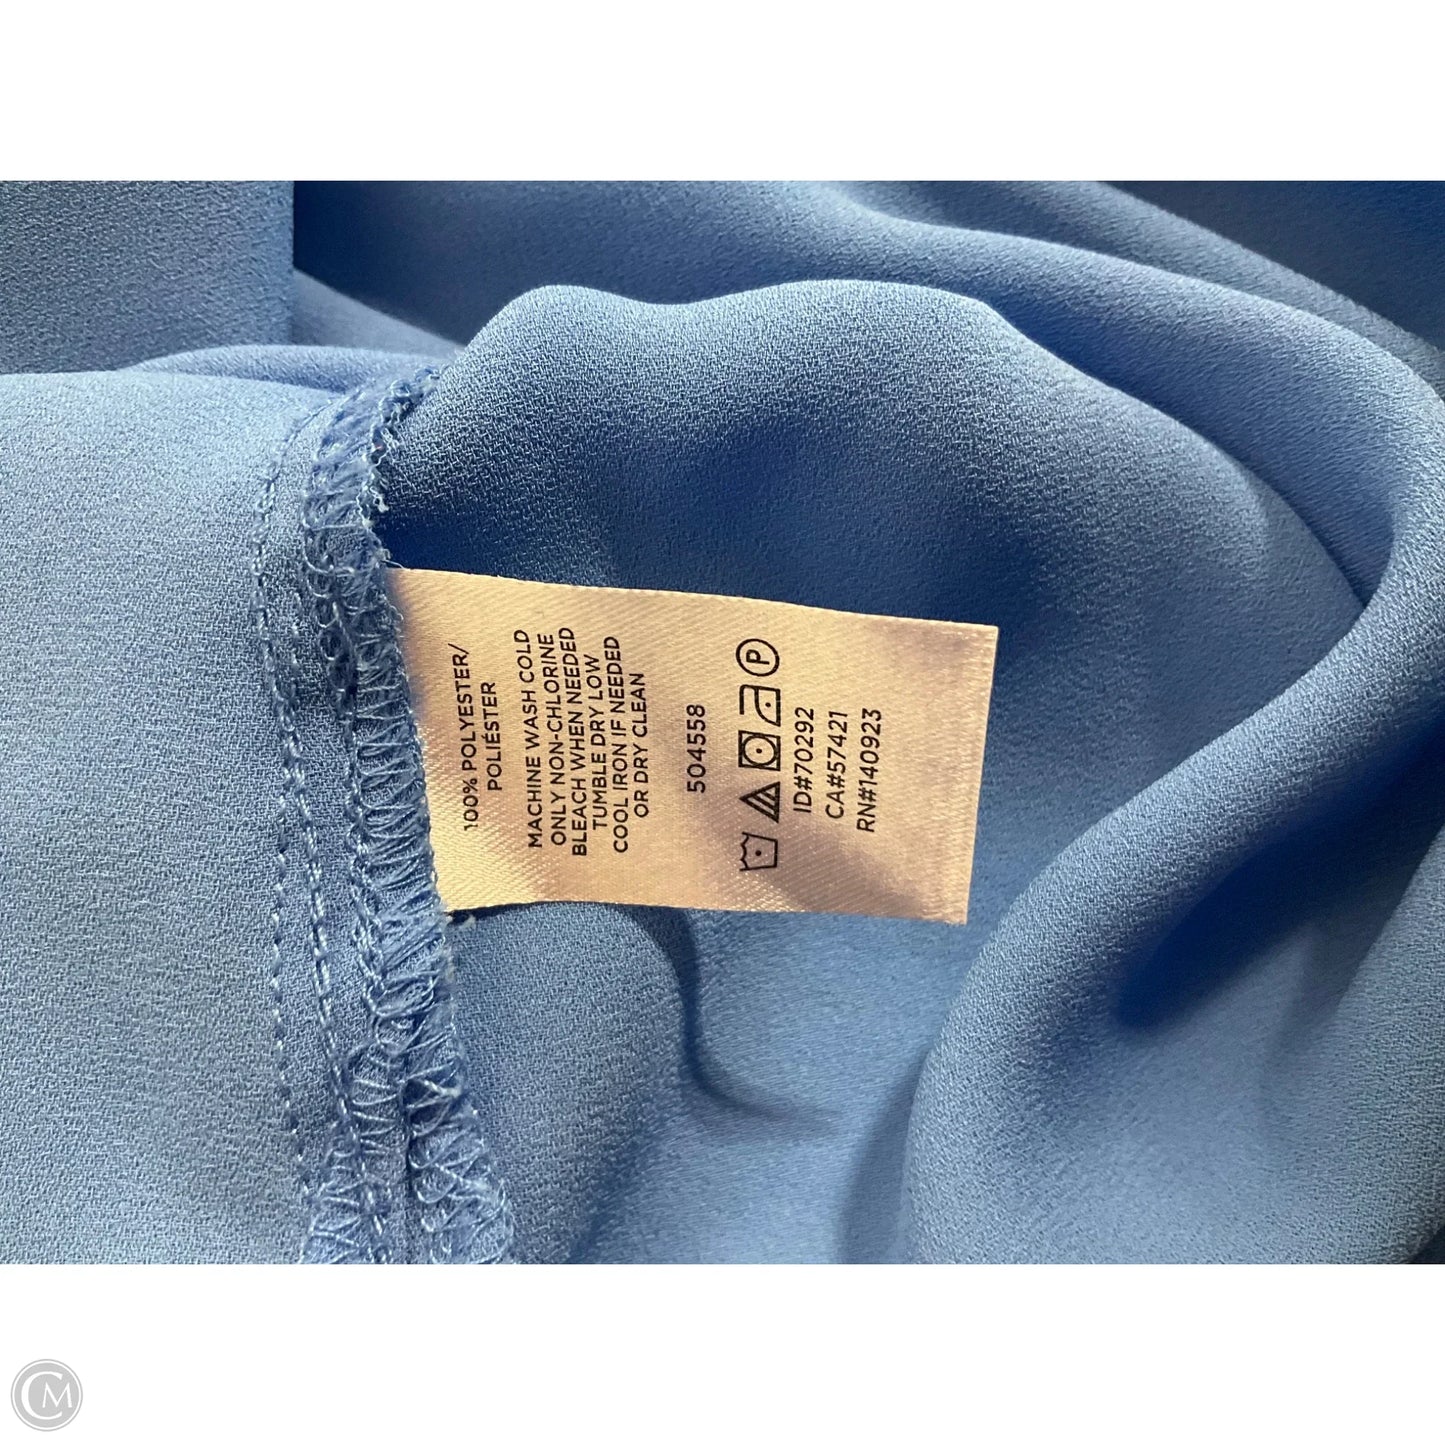 100% POLYESTER/
POLIÉSTER
MACHINE WASH COLD
ONLY NON-CHLORINE
BLEACH WHEN NEEDED
TUMBLE DRY LOW
COOL IRON IF NEEDED
OR DRY CLEAN
504558
P
ID#70292
CA#57421
RN#140923
CM